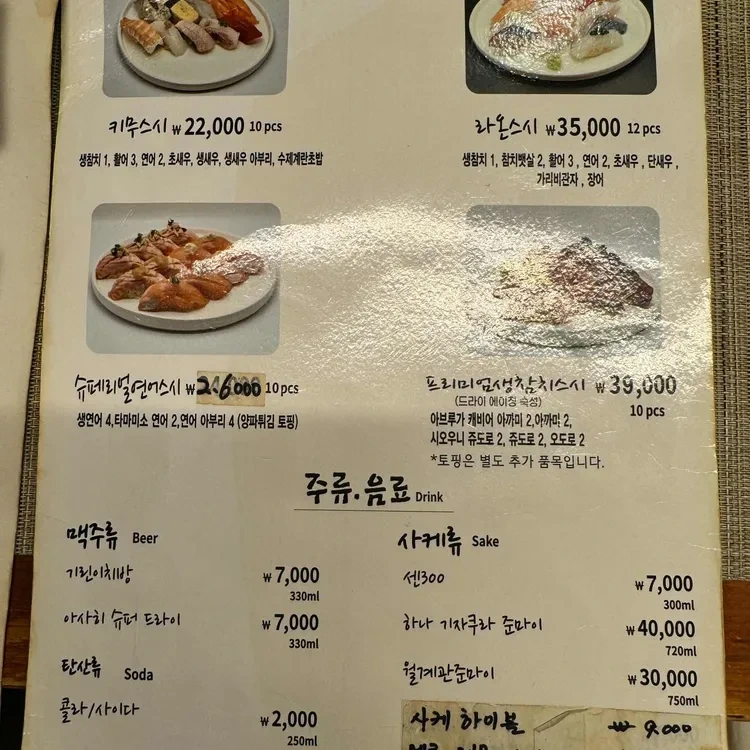 키무스시 ₩22,000 10 pcs
생참치 1, 활어 3, 연어 2, 초새우, 생새우, 생새우 아부리, 수제계란초밥
라온스시 ₩35,000 12 pcs
생참치 1, 참치뱃살 2, 활어 3 , 연어 2, 초새우 , 단새우 ,
가리비관자 , 장어
슈페리얼연어스시 ₩26,000 10 pcs
생연어 4,타마미소 연어 2,연어 아부리 4 (양파튀김 토핑)
프리미엄생참치스시 ₩39,000
(드라이 에이징 숙성)
10 pcs
아브루가 캐비어 아까미 2,아까미 2,
시오우니 쥬도로 2, 쥬도로 2, 오도로 2
*토핑은 별도 추가 품목입니다.
주류.음료 Drink
맥주류 Beer
기린이치방 ₩7,000
330ml
아사히 슈퍼 드라이 ₩7,000
330ml
탄산류 Soda
콜라/사이다 ₩2,000
250ml
사케류 Sake
센300 ₩7,000
300ml
하나 기자쿠라 준마이 ₩40,000
720ml
월계관준마이 ₩30,000
750ml
사케 하이볼 ₩9.000